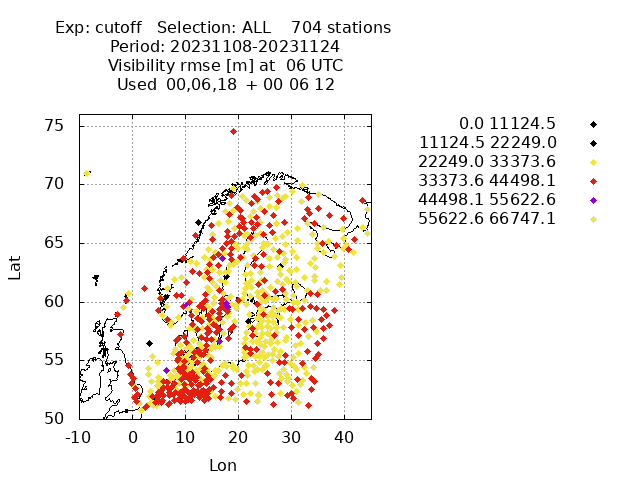 Exp: cutoff Selection: ALL 704 stations
Period: 20231108-20231124
Visibility rmse [m] at 06 UTC
Used 00,06,18 + 00 06 12
0.0 11124.5
11124.5 22249.0
22249.0 33373.6
33373.6 44498.1
44498.1 55622.6
55622.6 66747.1
75
70
65
60
55
50
Lat
-10 0 10 20 30 40
Lon